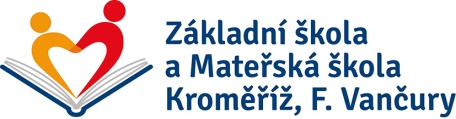 Základní škola
a Mateřská škola
Kroměříž, F. Vančury